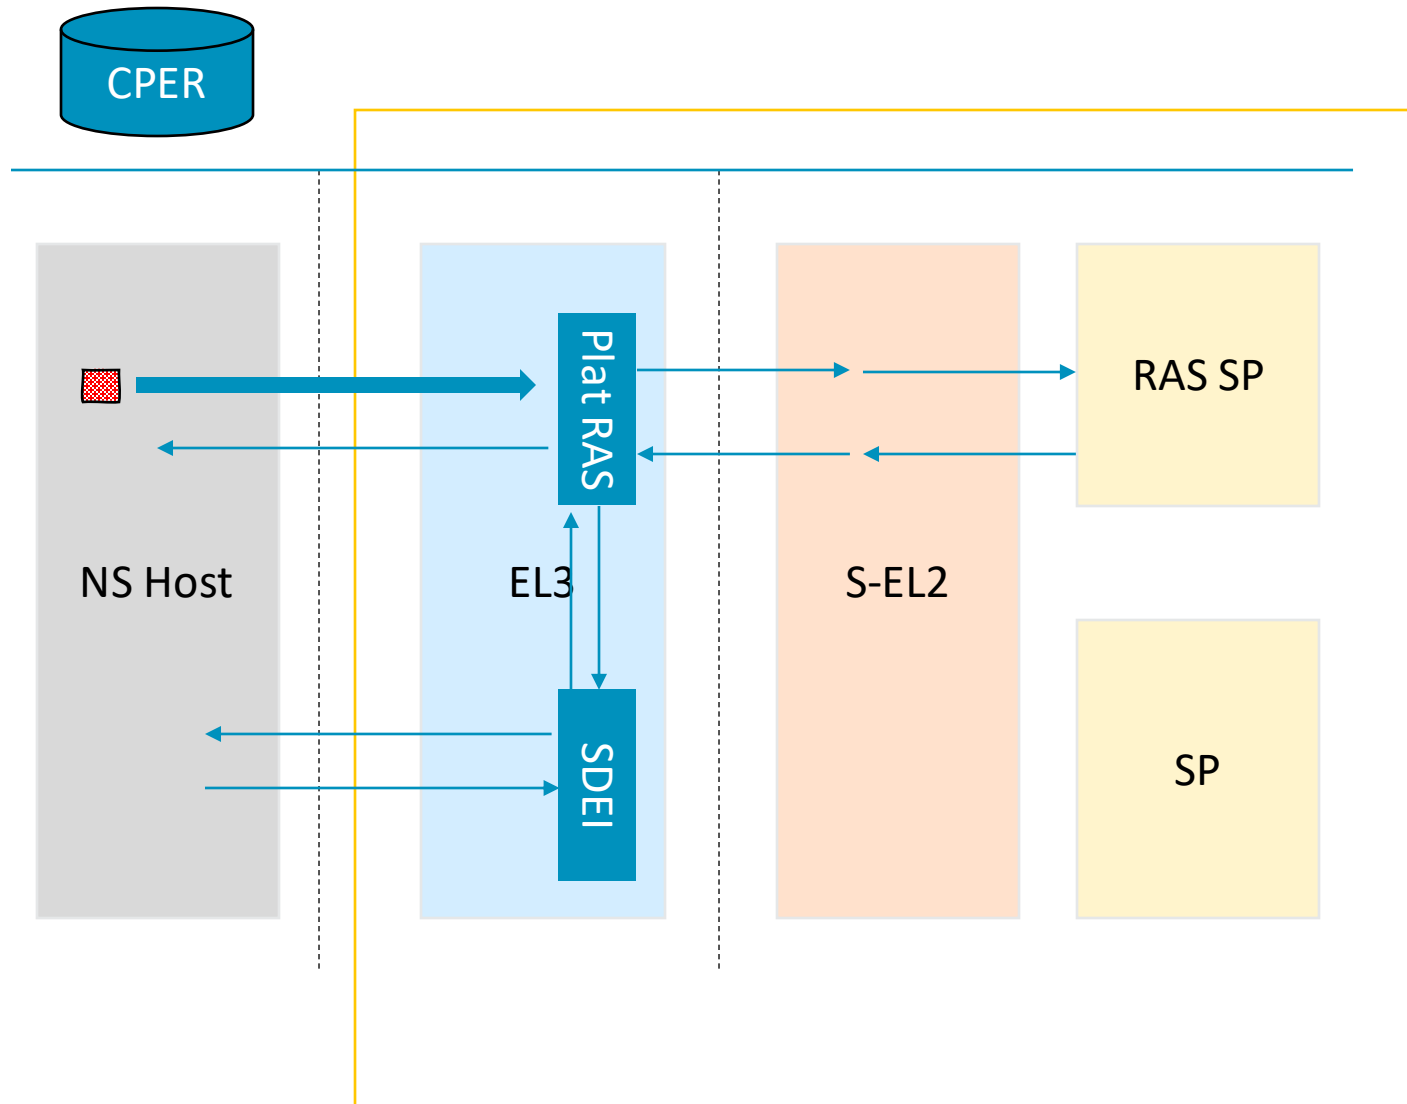 CPER
Plat RAS
RAS SP
NS Host
EL3
S-EL2
SDEI
SP